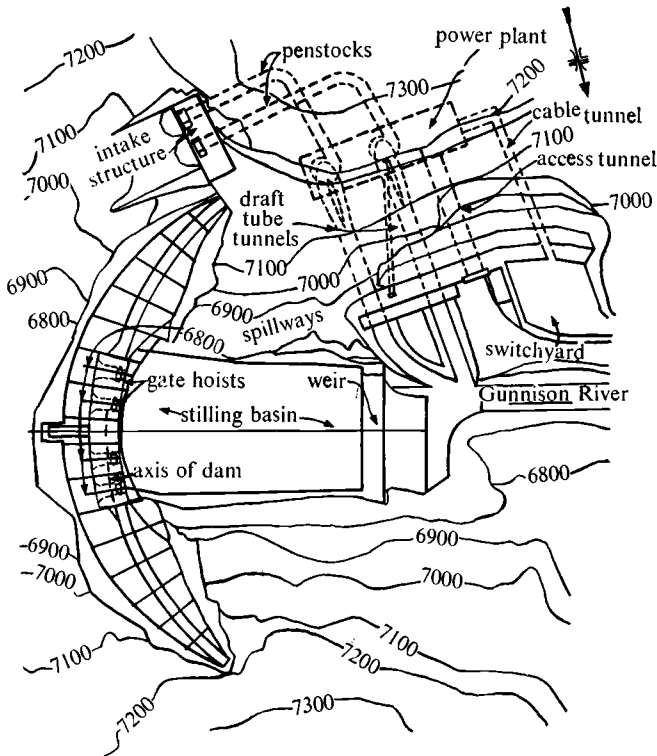 7200
penstocks
power plant
7300
7200
7100
intake
structure
cable tunnel
7100
access tunnel
7000
draft
tube
tunnels
7000
7100
7000
6900
6900
6800
spillways
6800
switchyard
gate hoists
weir
Gunnison River
stilling basin
axis of dam
6800
6900
-6900
-7000
7000
7100
7100
7200
7200
7300